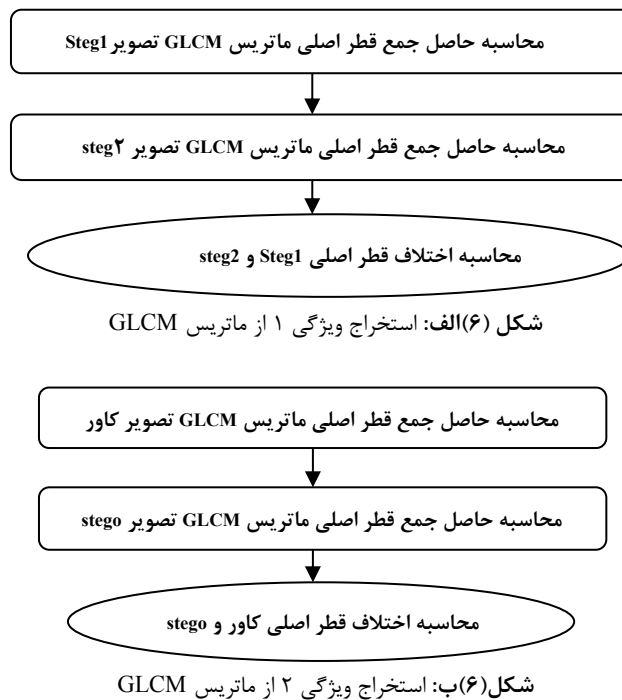 محاسبه حاصل جمع قطر اصلی ماتریس GLCM تصویر Steg1
محاسبه حاصل جمع قطر اصلی ماتریس GLCM تصویر steg۲
محاسبه اختلاف قطر اصلی Steg1 و steg2
شکل (۶)الف: استخراج ویژگی ۱ از ماتریس GLCM
محاسبه حاصل جمع قطر اصلی ماتریس GLCM تصویر کاور
محاسبه حاصل جمع قطر اصلی ماتریس GLCM تصویر stego
محاسبه اختلاف قطر اصلی کاور و stego
شکل(۶)ب: استخراج ویژگی ۲ از ماتریس GLCM